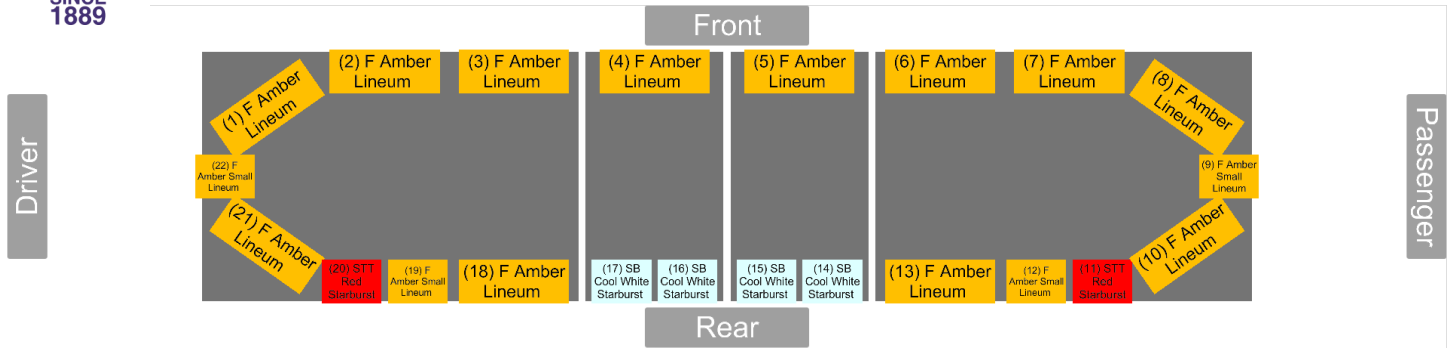 SINCE
1889
Front
Driver
Passenger
(1) F Amber
Lineum
(2) F Amber
Lineum
(3) F Amber
Lineum
(4) F Amber
Lineum
(5) F Amber
Lineum
(6) F Amber
Lineum
(7) F Amber
Lineum
(8) F Amber
Lineum
(22) F
Amber Small
Lineum
(9) F Amber
Small
Lineum
(21) F Amber
Lineum
(20) STT
Red
Starburst
(19) F
Amber Small
Lineum
(18) F Amber
Lineum
(17) SB
Cool White
Starburst
(16) SB
Cool White
Starburst
(15) SB
Cool White
Starburst
(14) SB
Cool White
Starburst
(13) F Amber
Lineum
(12) F
Amber Small
Lineum
(11) STT
Red
Starburst
(10) F Amber
Lineum
Rear